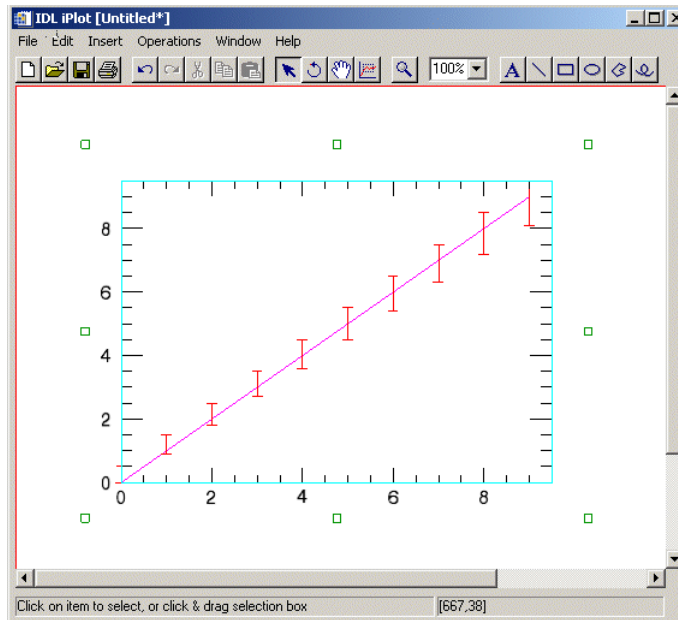 IDL iPlot [Untitled*]
File Edit Insert Operations Window Help
100% A
8
6
4
2
0
0 2 4 6 8
Click on item to select, or click & drag selection box [667,38]